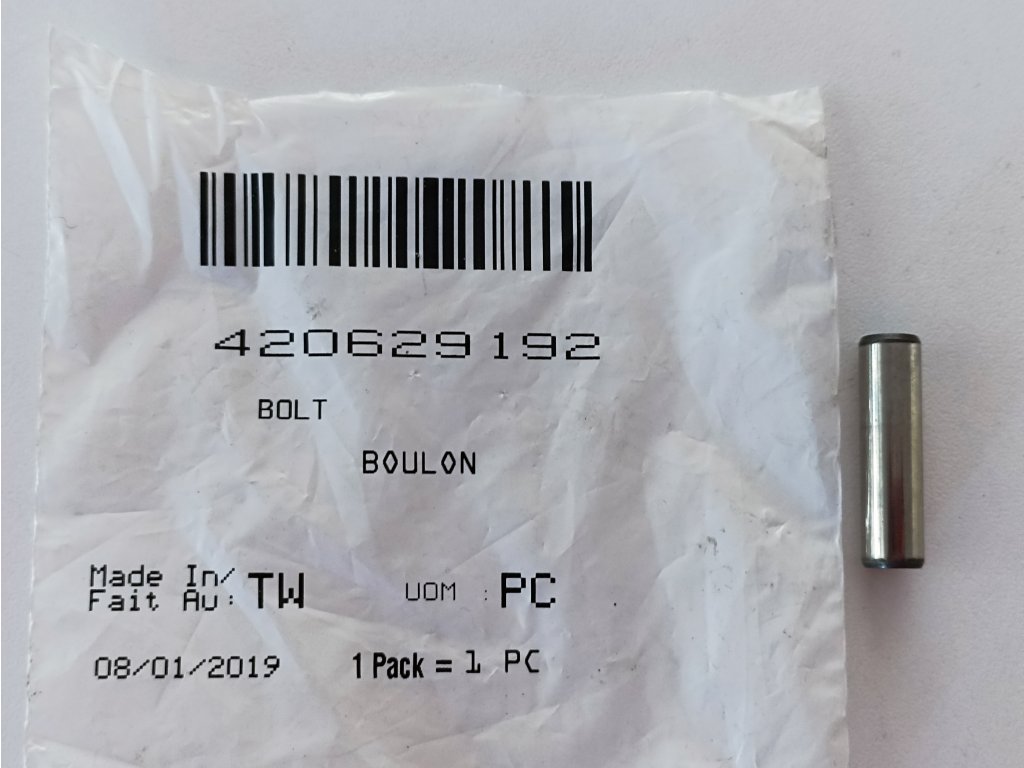 420629192
BOLT
BOULON
Made In/
Fait Au: TW UOM : PC
08/01/2019 1 Pack = 1 PC